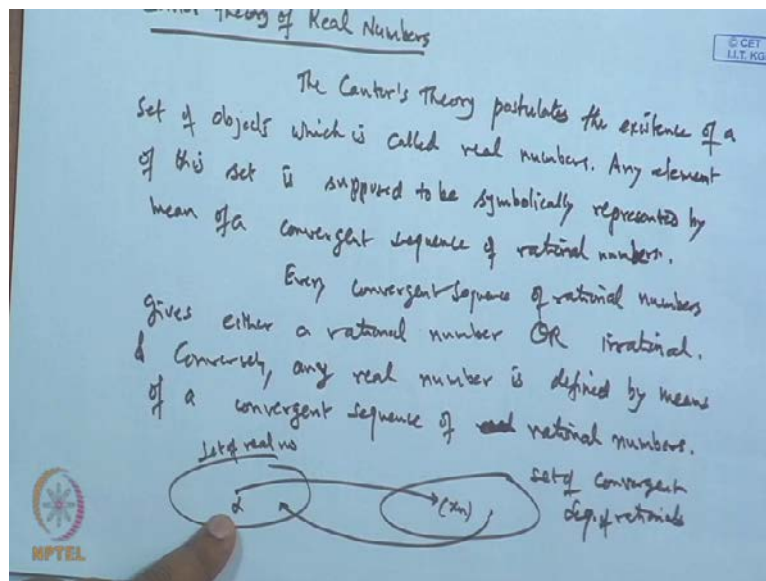 Theory of Real Numbers
© CET
I.I.T. KG
The Cantor's Theory postulates the existence of a
set of objects which is called real numbers. Any element
of this set is supposed to be symbolically represented by
mean of a convergent sequence of rational numbers.
Every convergent sequence of rational numbers
gives either a rational number OR irrational.
& Conversely, any real number is defined by means
of a convergent sequence of rational numbers.
set of real no
set of convergent
seq. of rationals
α
(xn)
NPTEL